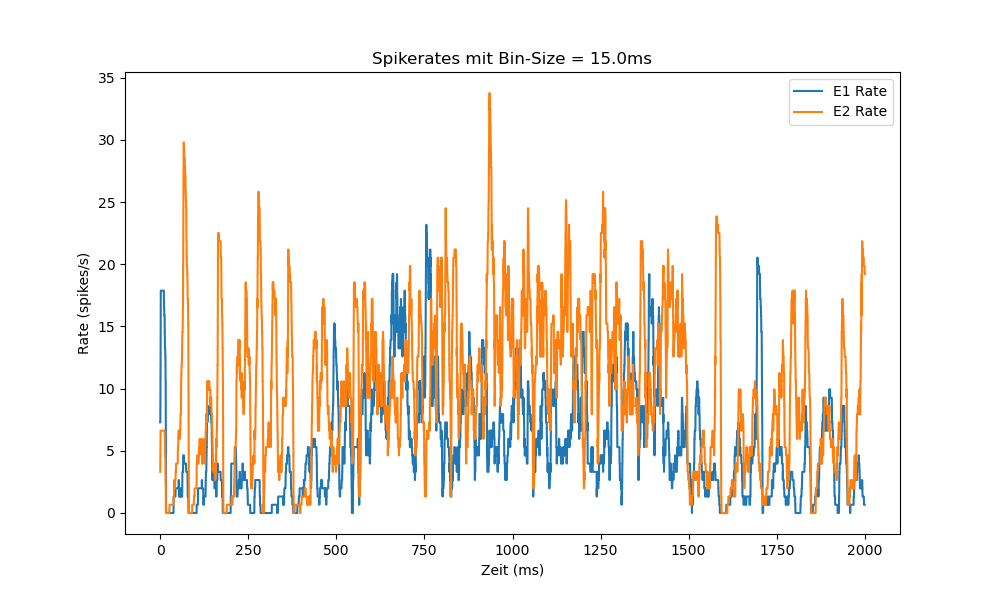 Spikerates mit Bin-Size = 15.0ms
35
30
25
20
15
10
5
0
Rate (spikes/s)
E1 Rate
E2 Rate
0 250 500 750 1000 1250 1500 1750 2000
Zeit (ms)